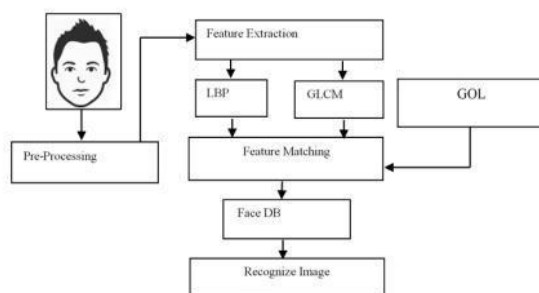 Feature Extraction
LBP
GLCM
GOL
Pre-Processing
Feature Matching
Face DB
Recognize Image